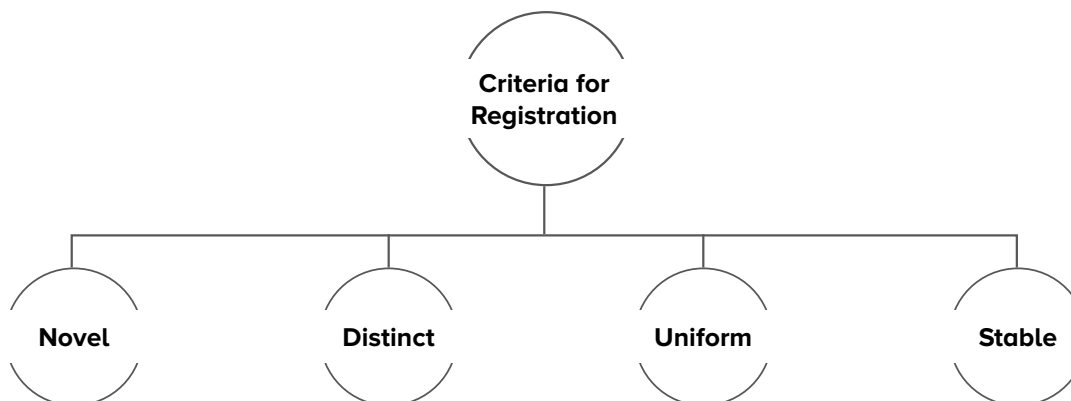 Criteria for
Registration
Novel
Distinct
Uniform
Stable